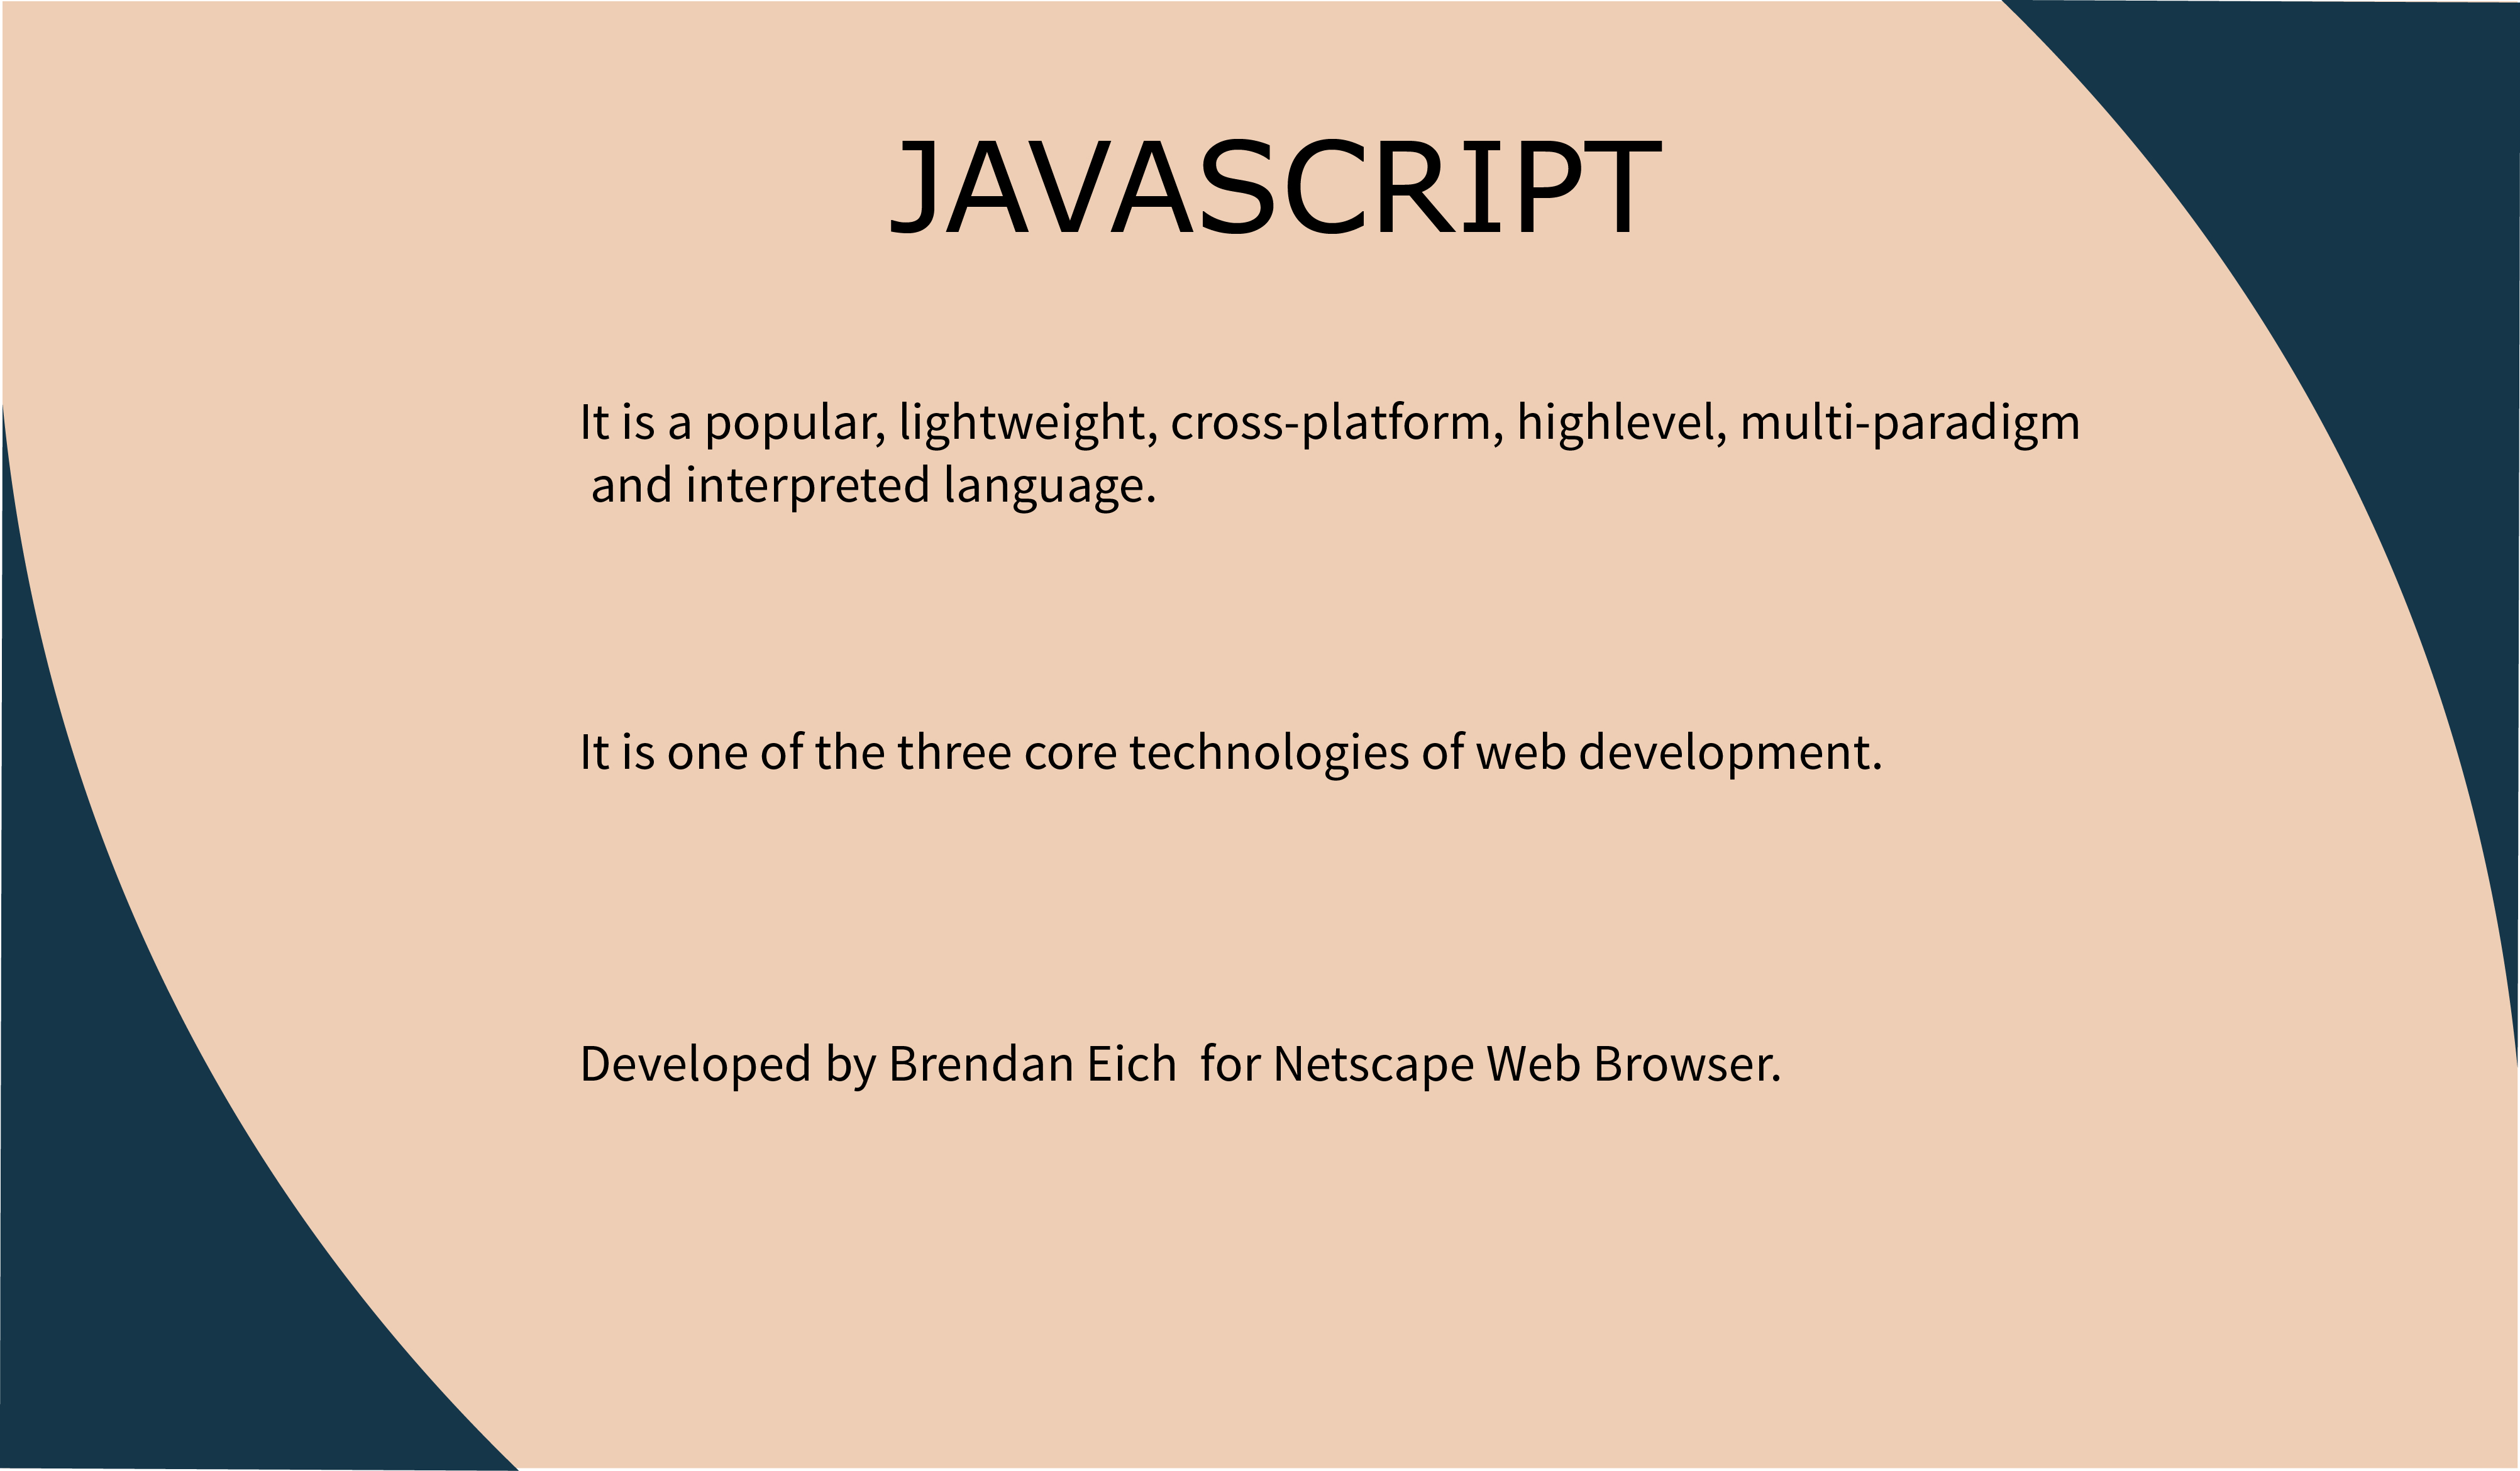 JAVASCRIPT
It is a popular, lightweight, cross-platform, highlevel, multi-paradigm
and interpreted language.
It is one of the three core technologies of web development.
Developed by Brendan Eich  for Netscape Web Browser.